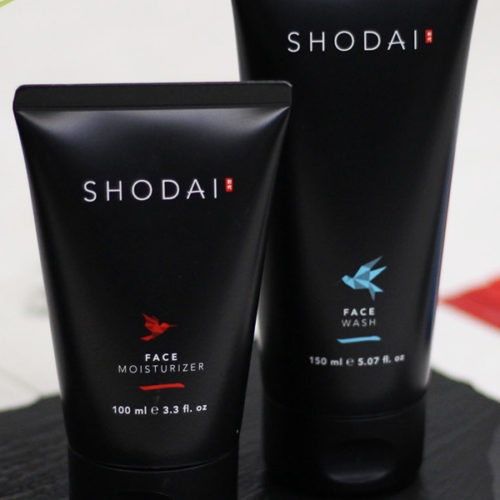 SHODAI
FACE
MOISTURIZER
100 ml ℮ 3.3 fl. oz
SHODAI
FACE
WASH
150 ml ℮ 5.07 fl. oz